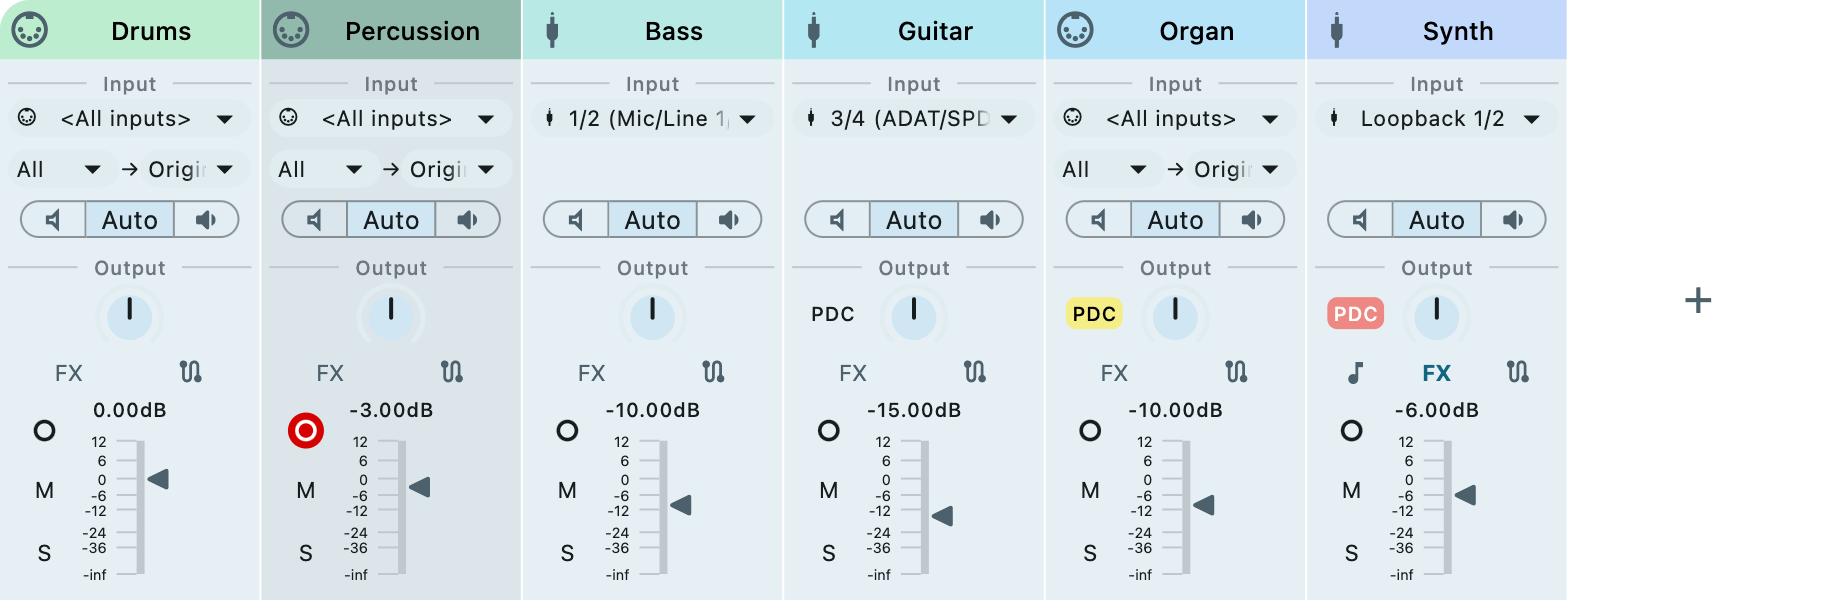 Drums Percussion Bass Guitar Organ Synth
Input Input Input Input Input Input
<All inputs> <All inputs> 1/2 (Mic/Line 1/ 3/4 (ADAT/SPD <All inputs> Loopback 1/2
All → Origin All → Origin All → Origin
Auto Auto Auto Auto Auto Auto
Output Output Output Output Output Output
PDC PDC PDC
FX FX FX FX FX FX
0.00dB -3.00dB -10.00dB -15.00dB -10.00dB -6.00dB
12 12 12 12 12 12
6 6 6 6 6 6
0 0 0 0 0 0
M -6 M -6 M -6 M -6 M -6 M -6
-12 -12 -12 -12 -12 -12
-24 -24 -24 -24 -24 -24
S -36 S -36 S -36 S -36 S -36 S -36
-inf -inf -inf -inf -inf -inf
+